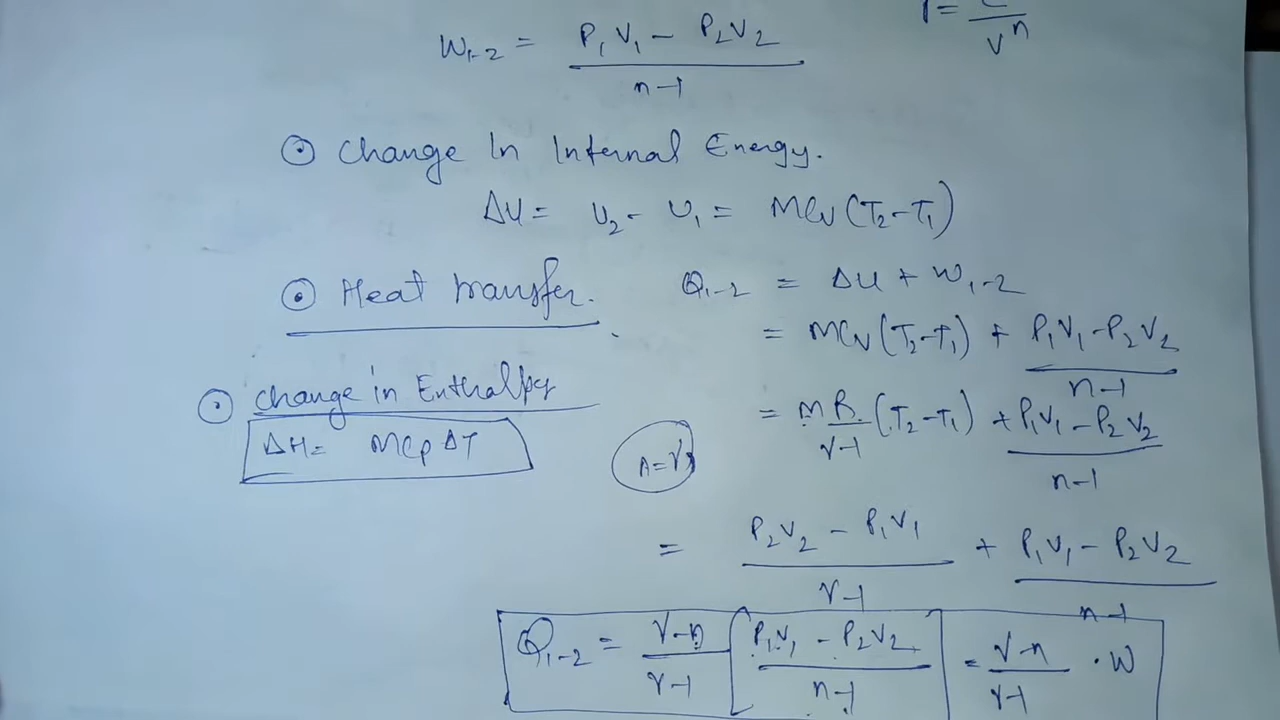 W₁₋₂ = (P₁V₁ − P₂V₂)/(n−1)
P = C/Vⁿ
⊙ Change In Internal Energy.
ΔU = U₂ − U₁ = MCv(T₂−T₁)
⊙ Heat transfer. Q₁₋₂ = ΔU + W₁₋₂
= MCv(T₂−T₁) + (P₁V₁−P₂V₂)/(n−1)
⊙ Change in Enthalpy
= MR/(γ−1) (T₂−T₁) + (P₁V₁−P₂V₂)/(n−1)
ΔH = MCpΔT
= (P₂V₂ − P₁V₁)/(γ−1) + (P₁V₁ − P₂V₂)/(n−1)
Q₁₋₂ = (γ−n)/(γ−1) [(P₁V₁ − P₂V₂)/(n−1)] = (γ−n)/(γ−1) · W